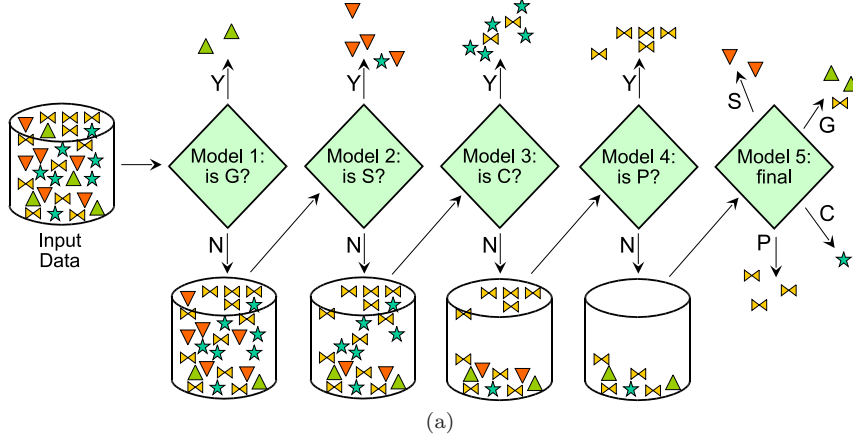 Input
Data
Model 1:
is G?
Y
N
Model 2:
is S?
Y
N
Model 3:
is C?
Y
N
Model 4:
is P?
Y
N
Model 5:
final
S
G
C
P
(a)